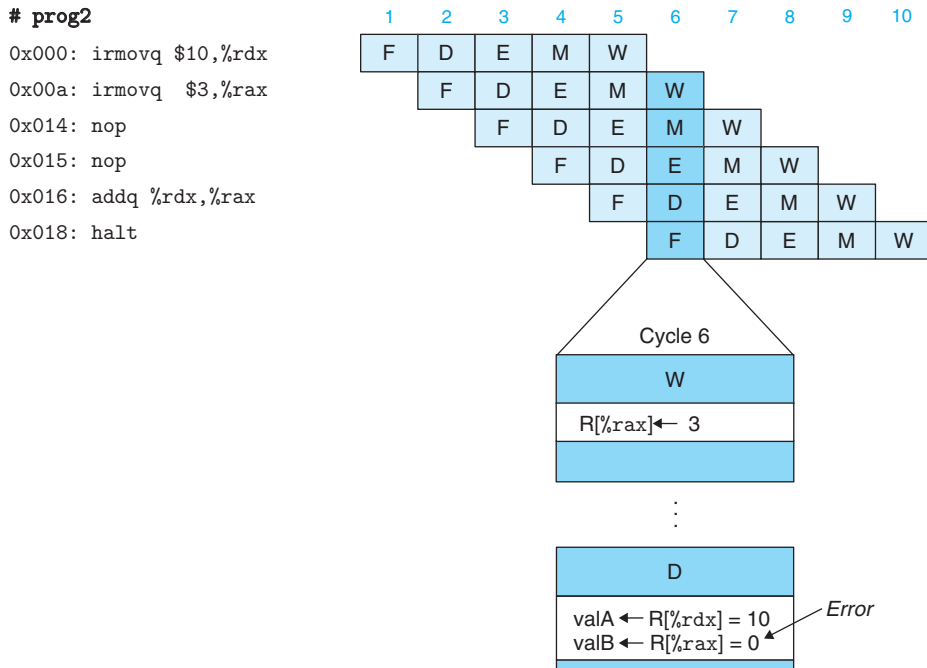 # prog2 1 2 3 4 5 6 7 8 9 10
0x000: irmovq $10,%rdx F D E M W
0x00a: irmovq $3,%rax F D E M W
0x014: nop F D E M W
0x015: nop F D E M W
0x016: addq %rdx,%rax F D E M W
0x018: halt F D E M W
Cycle 6
W
R[%rax]← 3
D
valA ← R[%rdx] = 10
valB ← R[%rax] = 0
Error